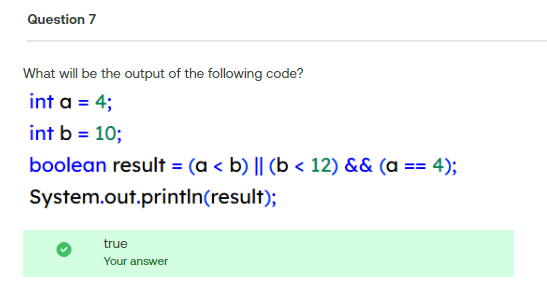 Question 7
What will be the output of the following code?
int a = 4;
int b = 10;
boolean result = (a < b) || (b < 12) && (a == 4);
System.out.println(result);
true
Your answer